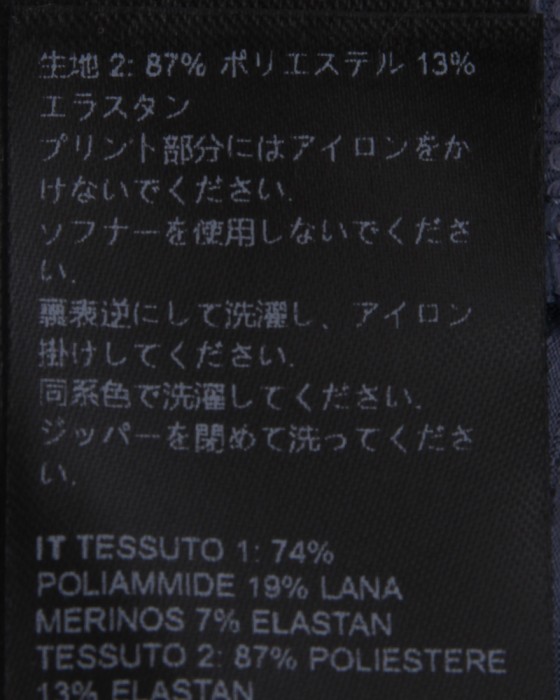 生地 2: 87% ポリエステル 13%
エラスタン
プリント部分にはアイロンをか
けないでください.
ソフナーを使用しないでくださ
い.
裏表逆にして洗濯し、アイロン
掛けしてください.
同系色で洗濯してください.
ジッパーを閉めて洗ってくださ
い.
IT TESSUTO 1: 74%
POLIAMMIDE 19% LANA
MERINOS 7% ELASTAN
TESSUTO 2: 87% POLIESTERE
13% ELASTAN